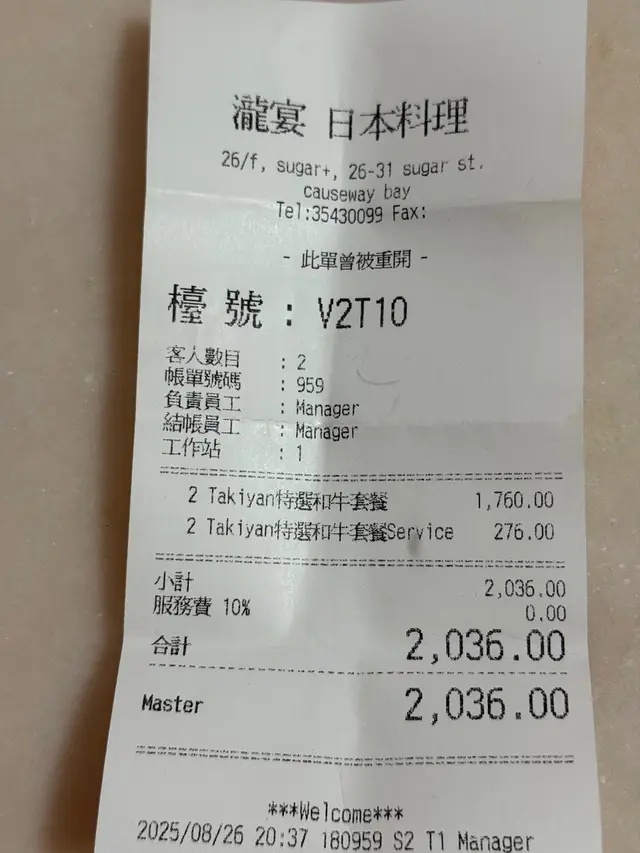 瀧宴 日本料理
26/f, sugar+, 26-31 sugar st.
causeway bay
Tel:35430099 Fax:
- 此單曾被重開 -
檯 號 : V2T10
客人數目 : 2
帳單號碼 : 959
負責員工 : Manager
結帳員工 : Manager
工作站 : 1
2 Takiyan特選和牛套餐 1,760.00
2 Takiyan特選和牛套餐Service 276.00
小計 2,036.00
服務費 10% 0.00
合計 2,036.00
Master 2,036.00
***Welcome***
2025/08/26 20:37 180959 S2 T1 Manager